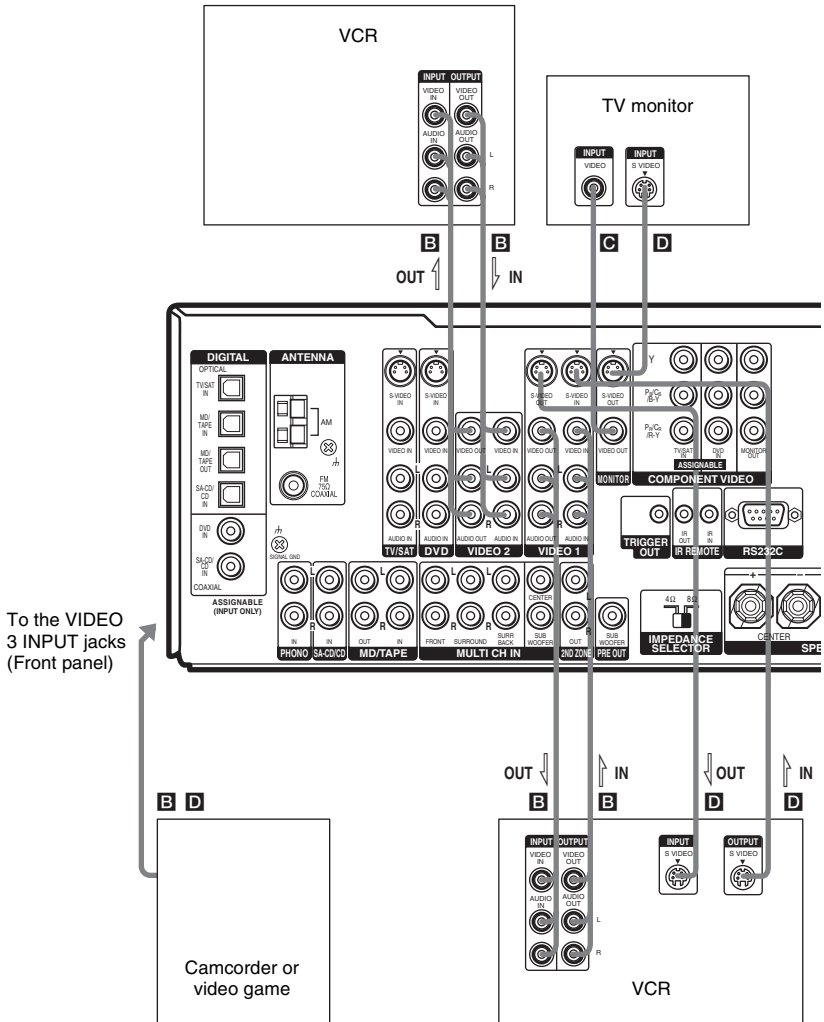 VCR
INPUT OUTPUT
VIDEO IN
VIDEO OUT
AUDIO IN
AUDIO OUT
L
R
TV monitor
INPUT
VIDEO
INPUT
S VIDEO
B
B
C
D
OUT
IN
DIGITAL
OPTICAL
TV/SAT IN
MD/TAPE IN
MD/TAPE OUT
SA-CD/CD IN
DVD IN
SA-CD/CD IN
COAXIAL
ASSIGNABLE (INPUT ONLY)
ANTENNA
AM
FM 75Ω COAXIAL
SIGNAL GND
S-VIDEO IN
S-VIDEO IN
S-VIDEO OUT
S-VIDEO IN
S-VIDEO OUT
VIDEO IN
VIDEO IN
VIDEO OUT
VIDEO IN
VIDEO OUT
VIDEO IN
VIDEO OUT
L
L
L
R
R
R
AUDIO IN
AUDIO IN
AUDIO OUT
AUDIO IN
AUDIO OUT
AUDIO IN
TV/SAT
DVD
VIDEO 2
VIDEO 1
MONITOR
Y
PB/CB /B-Y
PR/CR /R-Y
TV/SAT IN
DVD IN
MONITOR OUT
ASSIGNABLE
COMPONENT VIDEO
TRIGGER OUT
IR OUT
IR IN
IR REMOTE
RS232C
L
L
L
L
R
R
R
R
CENTER
IN
IN
OUT
IN
FRONT
SURROUND
SURR BACK
SUB WOOFER
OUT
SUB WOOFER
PHONO
SA-CD/CD
MD/TAPE
MULTI CH IN
2ND ZONE
PRE OUT
4Ω 8Ω
IMPEDANCE SELECTOR
+ −
CENTER
SPE
To the VIDEO
3 INPUT jacks
(Front panel)
B D
Camcorder or
video game
OUT
IN
OUT
IN
B
B
D
D
INPUT OUTPUT
VIDEO IN
VIDEO OUT
AUDIO IN
AUDIO OUT
L
R
INPUT
S VIDEO
OUTPUT
S VIDEO
VCR